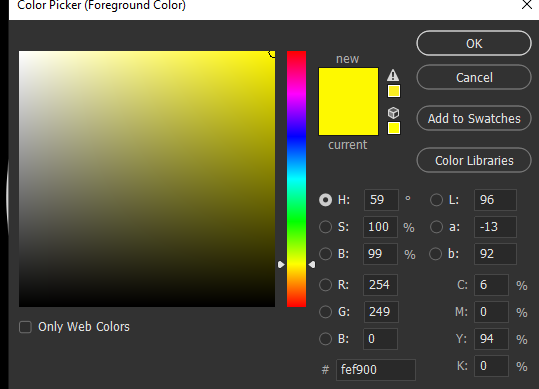 Color Picker (Foreground Color)
new
current
OK
Cancel
Add to Swatches
Color Libraries
H: 59 ° L: 96
S: 100 % a: -13
B: 99 % b: 92
R: 254 C: 6 %
G: 249 M: 0 %
B: 0 Y: 94 %
# fef900 K: 0 %
Only Web Colors